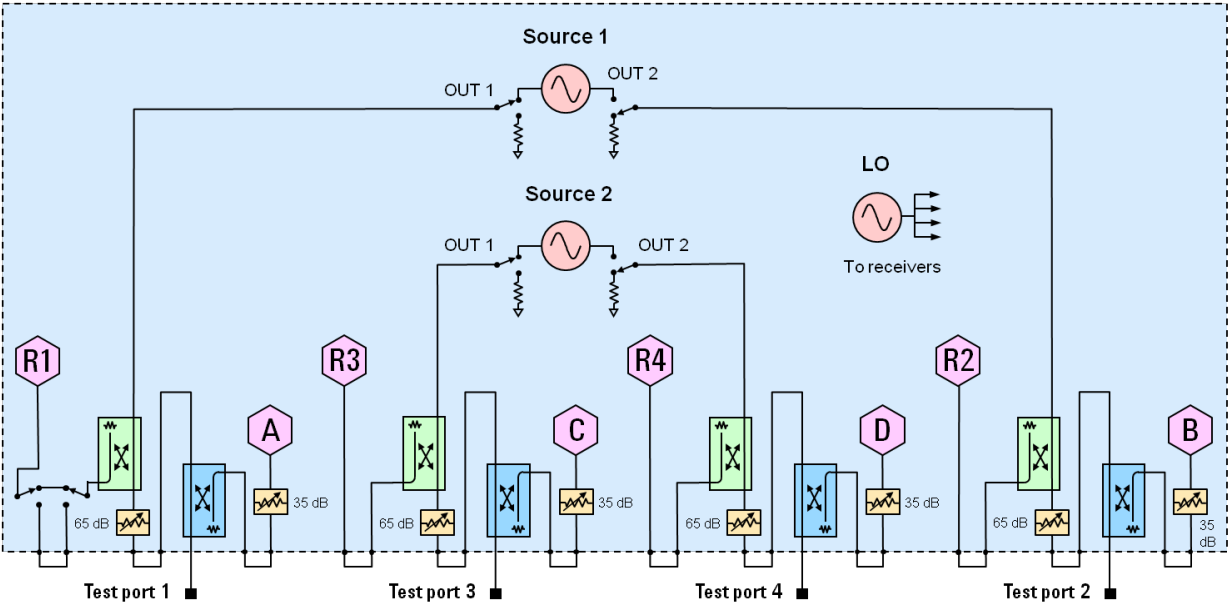 Source 1
OUT 1
OUT 2
LO
Source 2
OUT 1
OUT 2
To receivers
R1
R3
R4
R2
A
C
D
B
65 dB
35 dB
65 dB
35 dB
65 dB
35 dB
65 dB
35
dB
Test port 1
Test port 3
Test port 4
Test port 2